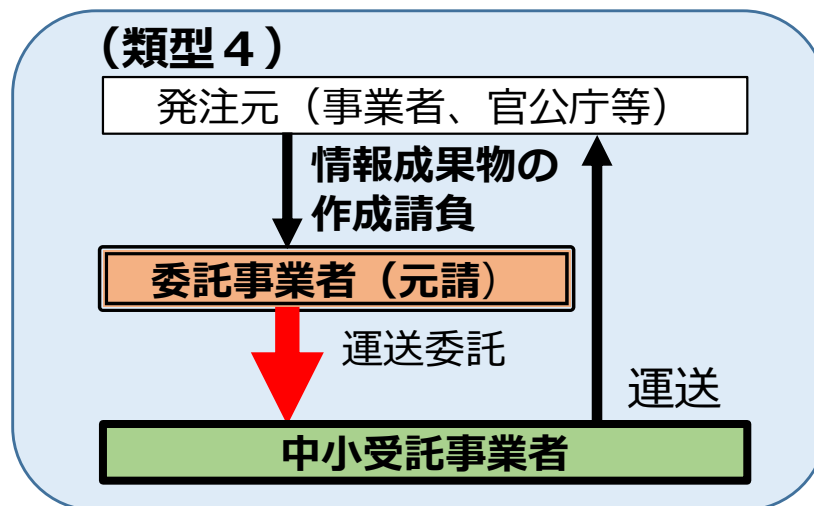 （類型４）
発注元（事業者、官公庁等）
情報成果物の
作成請負
委託事業者（元請）
運送委託
運送
中小受託事業者